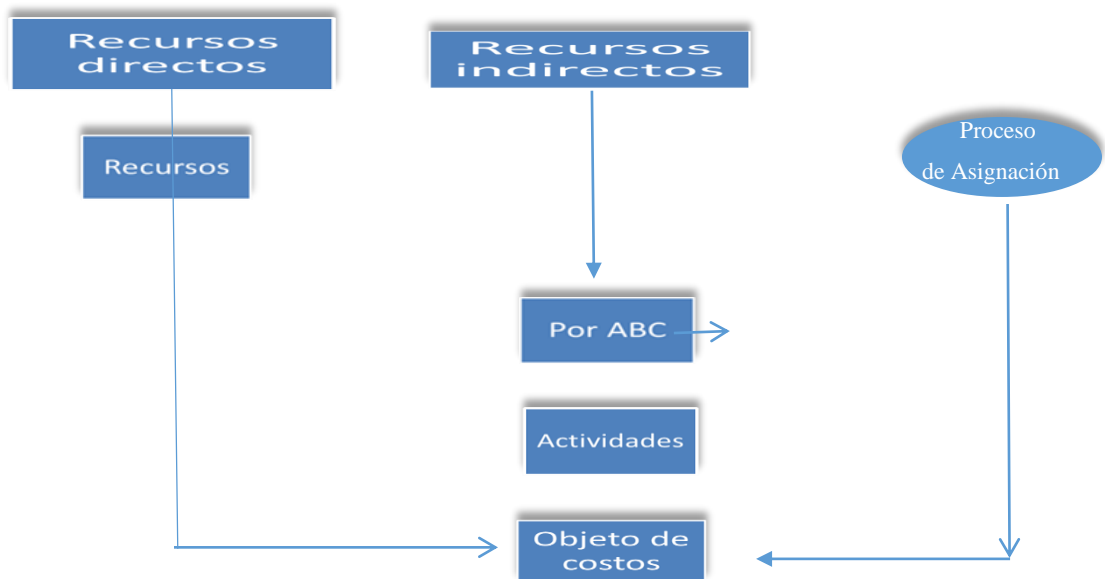 Recursos
directos
Recursos
indirectos
Recursos
Proceso
de Asignación
Por ABC
Actividades
Objeto de
costos